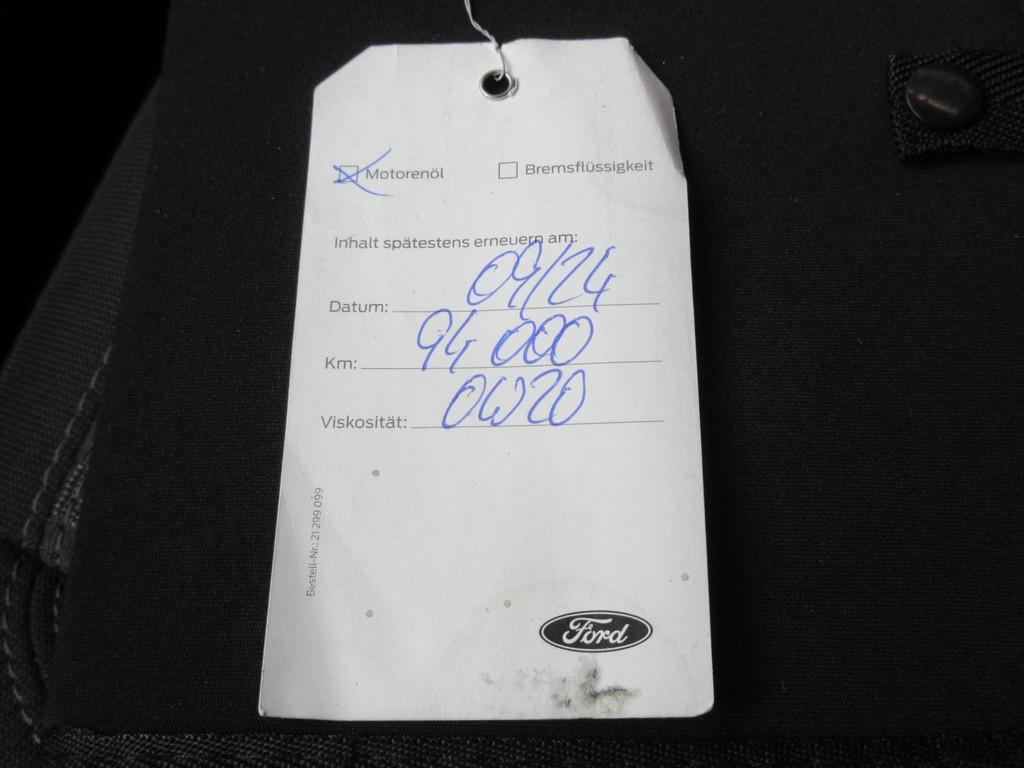 Motorenöl Bremsflüssigkeit
Inhalt spätestens erneuern am:
Datum: 09/24
Km: 94 000
Viskosität: 0W20
Bestell-Nr.: 21 299 099
Ford